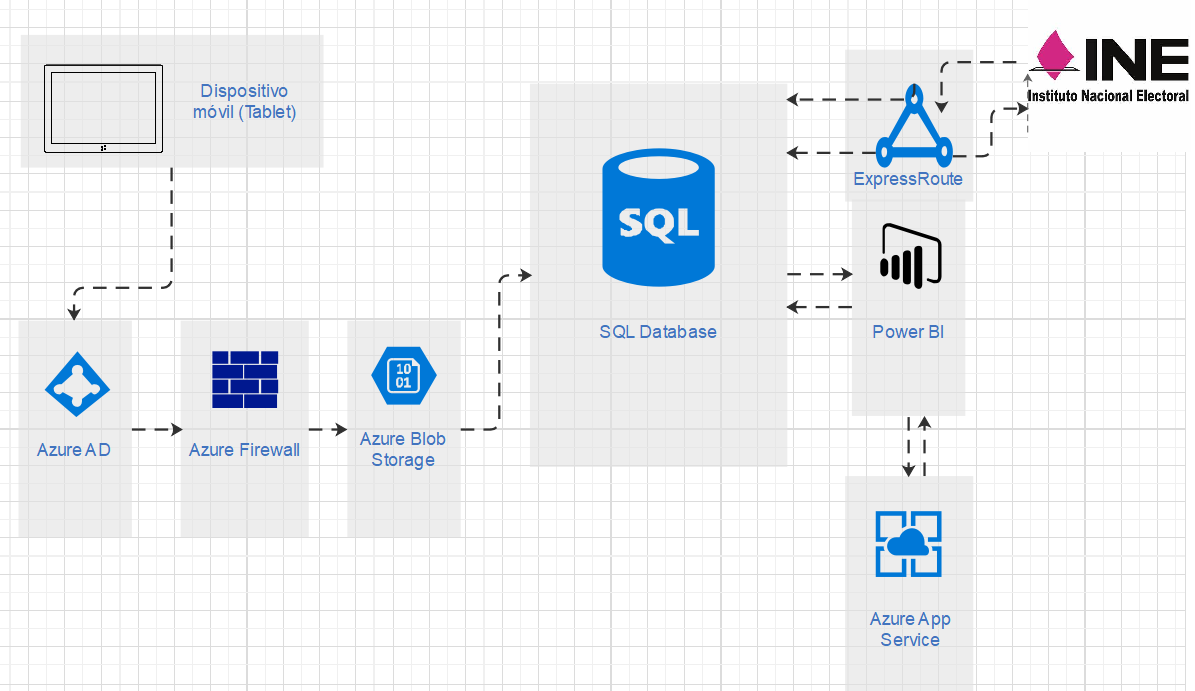 Dispositivo
móvil (Tablet)
INE
Instituto Nacional Electoral
ExpressRoute
SQL
SQL Database
Power BI
10
01
Azure AD
Azure Firewall
Azure Blob
Storage
Azure App
Service